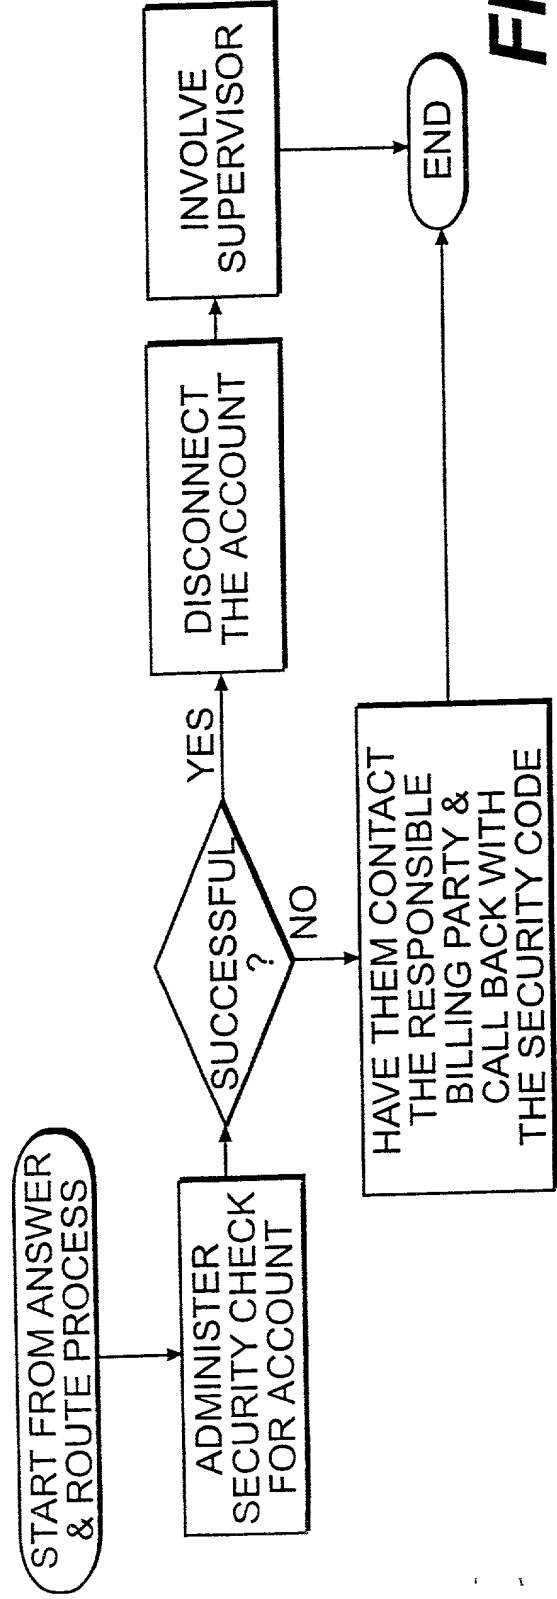 START FROM ANSWER
& ROUTE PROCESS
ADMINISTER
SECURITY CHECK
FOR ACCOUNT
SUCCESSFUL
?
YES
NO
DISCONNECT
THE ACCOUNT
INVOLVE
SUPERVISOR
HAVE THEM CONTACT
THE RESPONSIBLE
BILLING PARTY &
CALL BACK WITH
THE SECURITY CODE
END